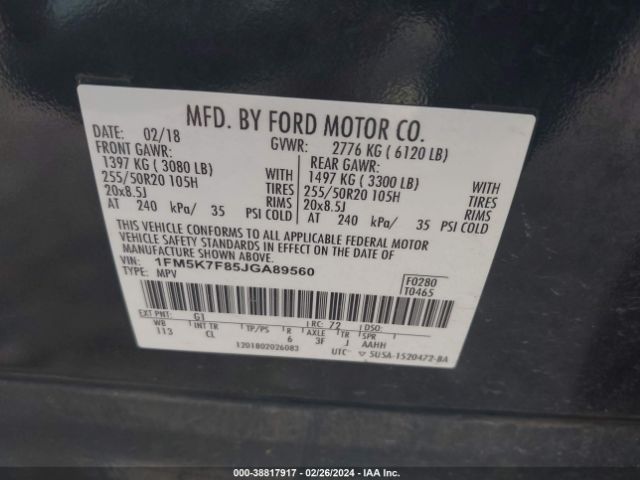 MFD. BY FORD MOTOR CO.
DATE: 02/18 GVWR: 2776 KG ( 6120 LB)
FRONT GAWR: REAR GAWR:
1397 KG ( 3080 LB) WITH 1497 KG ( 3300 LB) WITH
255/50R20 105H TIRES 255/50R20 105H TIRES
20x8.5J RIMS 20x8.5J RIMS
AT 240 kPa/ 35 PSI COLD AT 240 kPa/ 35 PSI COLD
THIS VEHICLE CONFORMS TO ALL APPLICABLE FEDERAL MOTOR
VEHICLE SAFETY STANDARDS IN EFFECT ON THE DATE OF
MANUFACTURE SHOWN ABOVE.
VIN: 1FM5K7F85JGA89560 F0280
TYPE: MPV T0465
EXT PNT: G1 RC: 72 DSO:
WB INT TR TP/PS R AXLE TR SPR
113 CL 6 3F J AAHH
1201802026083 UTC ▽ 5U5A-1520472-BA
000-38817917 - 02/26/2024 - IAA Inc.